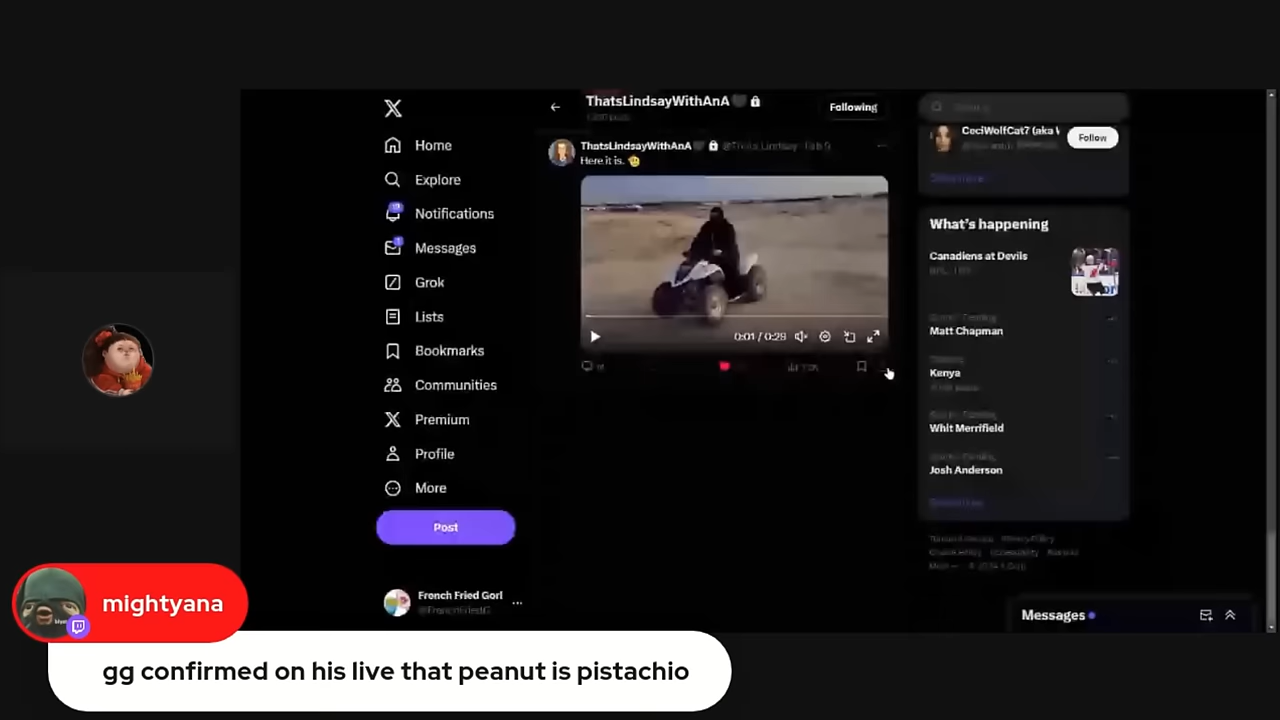 ThatsLindsayWithAnA
Following
ThatsLindsayWithAnA
Here it is.
0:01 / 0:29
Home
Explore
Notifications
Messages
Grok
Lists
Bookmarks
Communities
Premium
Profile
More
Post
French Fried Gorl
CeciWolfCat7 (aka
Follow
What's happening
Canadiens at Devils
Matt Chapman
Kenya
Whit Merrifield
Josh Anderson
Messages
mightyana
gg confirmed on his live that peanut is pistachio